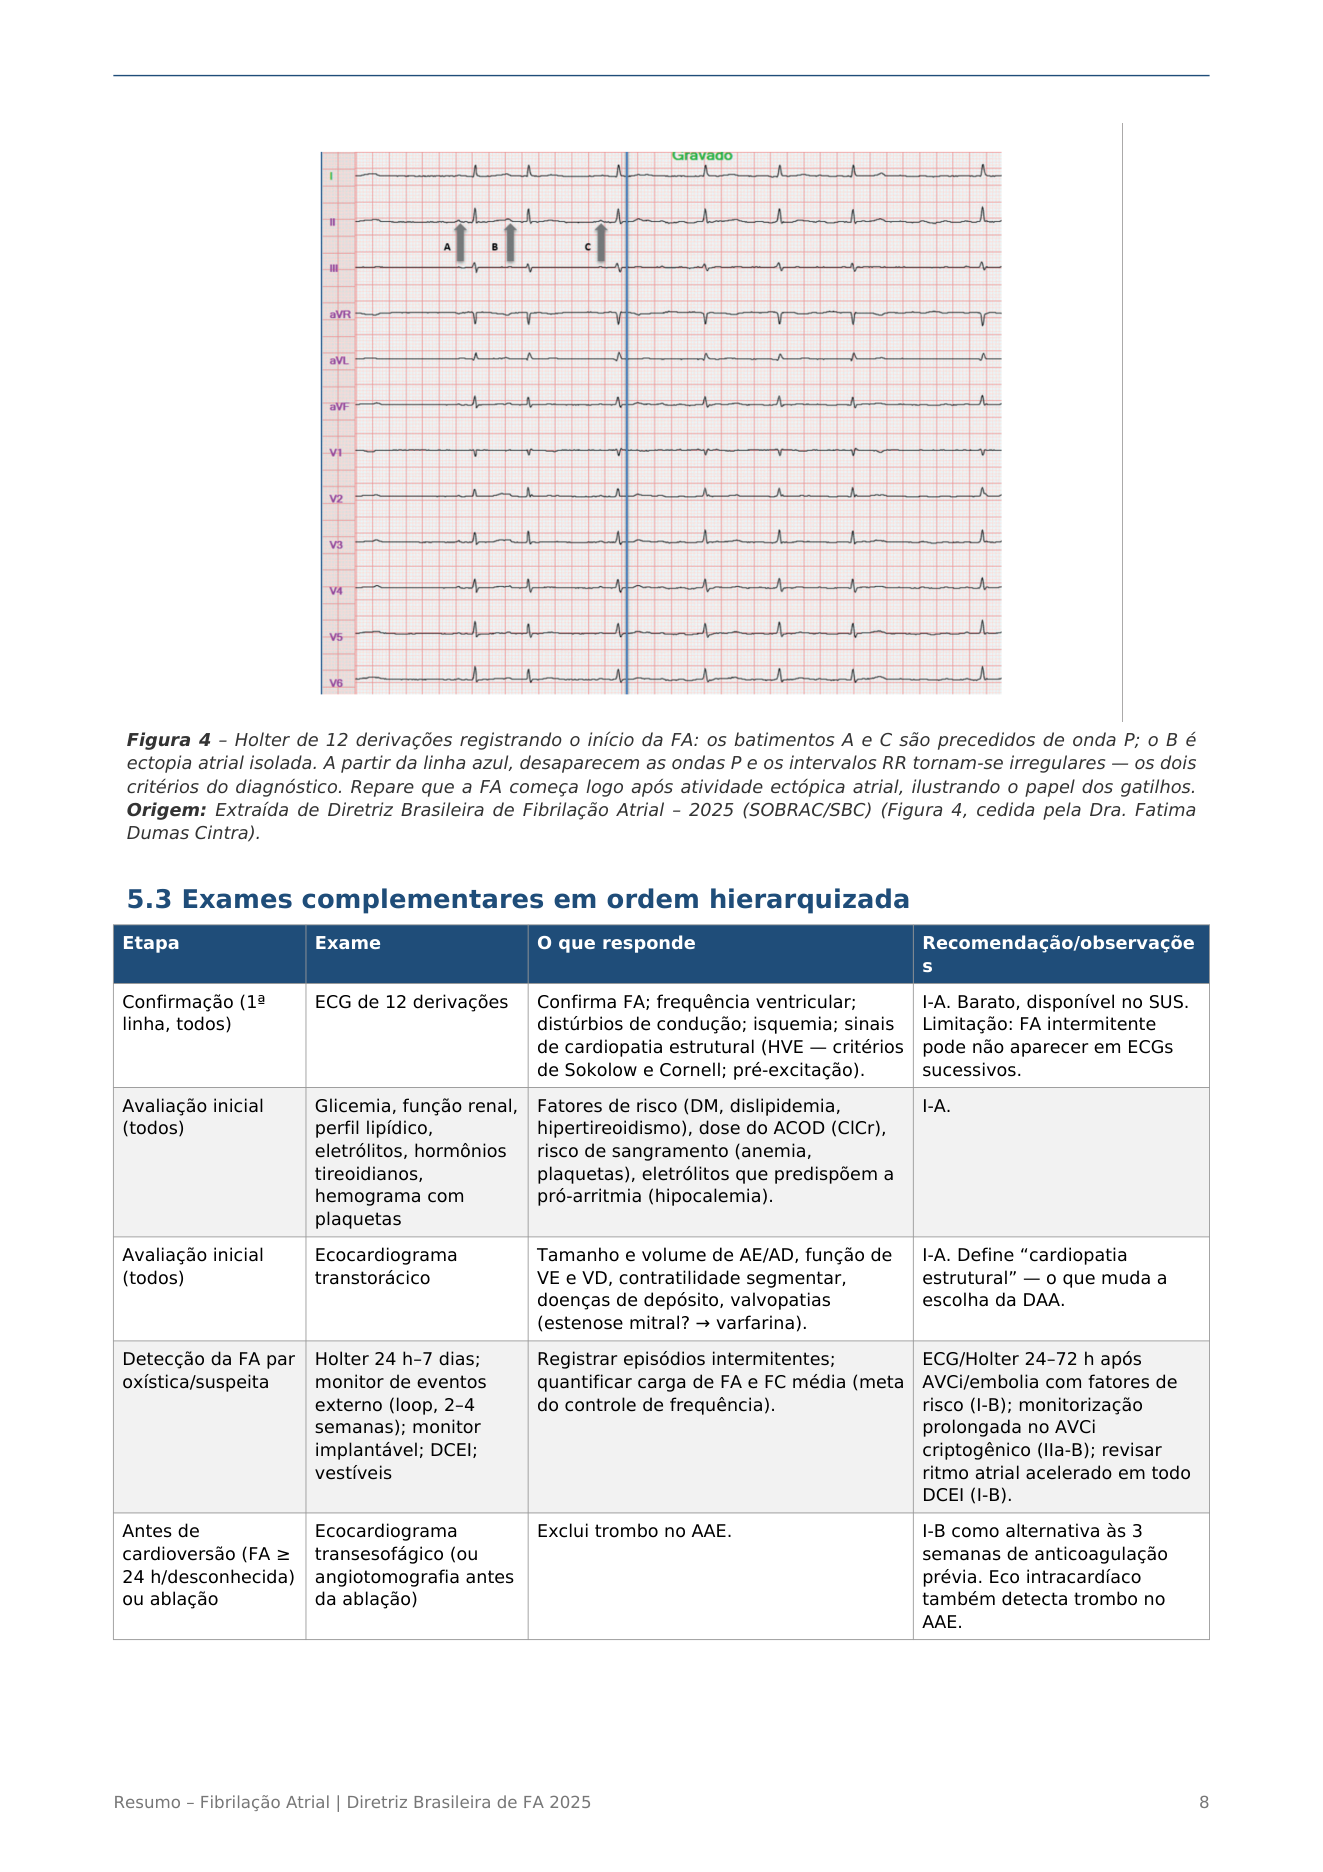 Gravado
I
II
A B C
III
aVR
aVL
aVF
V1
V2
V3
V4
V5
V6
Figura 4 – Holter de 12 derivações registrando o início da FA: os batimentos A e C são precedidos de onda P; o B é
ectopia atrial isolada. A partir da linha azul, desaparecem as ondas P e os intervalos RR tornam-se irregulares — os dois
critérios do diagnóstico. Repare que a FA começa logo após atividade ectópica atrial, ilustrando o papel dos gatilhos.
Origem: Extraída de Diretriz Brasileira de Fibrilação Atrial – 2025 (SOBRAC/SBC) (Figura 4, cedida pela Dra. Fatima
Dumas Cintra).
5.3 Exames complementares em ordem hierarquizada
Etapa
Exame
O que responde
Recomendação/observaçõe
s
Confirmação (1ª
linha, todos)
ECG de 12 derivações
Confirma FA; frequência ventricular;
distúrbios de condução; isquemia; sinais
de cardiopatia estrutural (HVE — critérios
de Sokolow e Cornell; pré-excitação).
I-A. Barato, disponível no SUS.
Limitação: FA intermitente
pode não aparecer em ECGs
sucessivos.
Avaliação inicial
(todos)
Glicemia, função renal,
perfil lipídico,
eletrólitos, hormônios
tireoidianos,
hemograma com
plaquetas
Fatores de risco (DM, dislipidemia,
hipertireoidismo), dose do ACOD (ClCr),
risco de sangramento (anemia,
plaquetas), eletrólitos que predispõem a
pró-arritmia (hipocalemia).
I-A.
Avaliação inicial
(todos)
Ecocardiograma
transtorácico
Tamanho e volume de AE/AD, função de
VE e VD, contratilidade segmentar,
doenças de depósito, valvopatias
(estenose mitral? → varfarina).
I-A. Define “cardiopatia
estrutural” — o que muda a
escolha da DAA.
Detecção da FA par
oxística/suspeita
Holter 24 h–7 dias;
monitor de eventos
externo (loop, 2–4
semanas); monitor
implantável; DCEI;
vestíveis
Registrar episódios intermitentes;
quantificar carga de FA e FC média (meta
do controle de frequência).
ECG/Holter 24–72 h após
AVCi/embolia com fatores de
risco (I-B); monitorização
prolongada no AVCi
criptogênico (IIa-B); revisar
ritmo atrial acelerado em todo
DCEI (I-B).
Antes de
cardioversão (FA ≥
24 h/desconhecida)
ou ablação
Ecocardiograma
transesofágico (ou
angiotomografia antes
da ablação)
Exclui trombo no AAE.
I-B como alternativa às 3
semanas de anticoagulação
prévia. Eco intracardíaco
também detecta trombo no
AAE.
Resumo – Fibrilação Atrial | Diretriz Brasileira de FA 2025
8